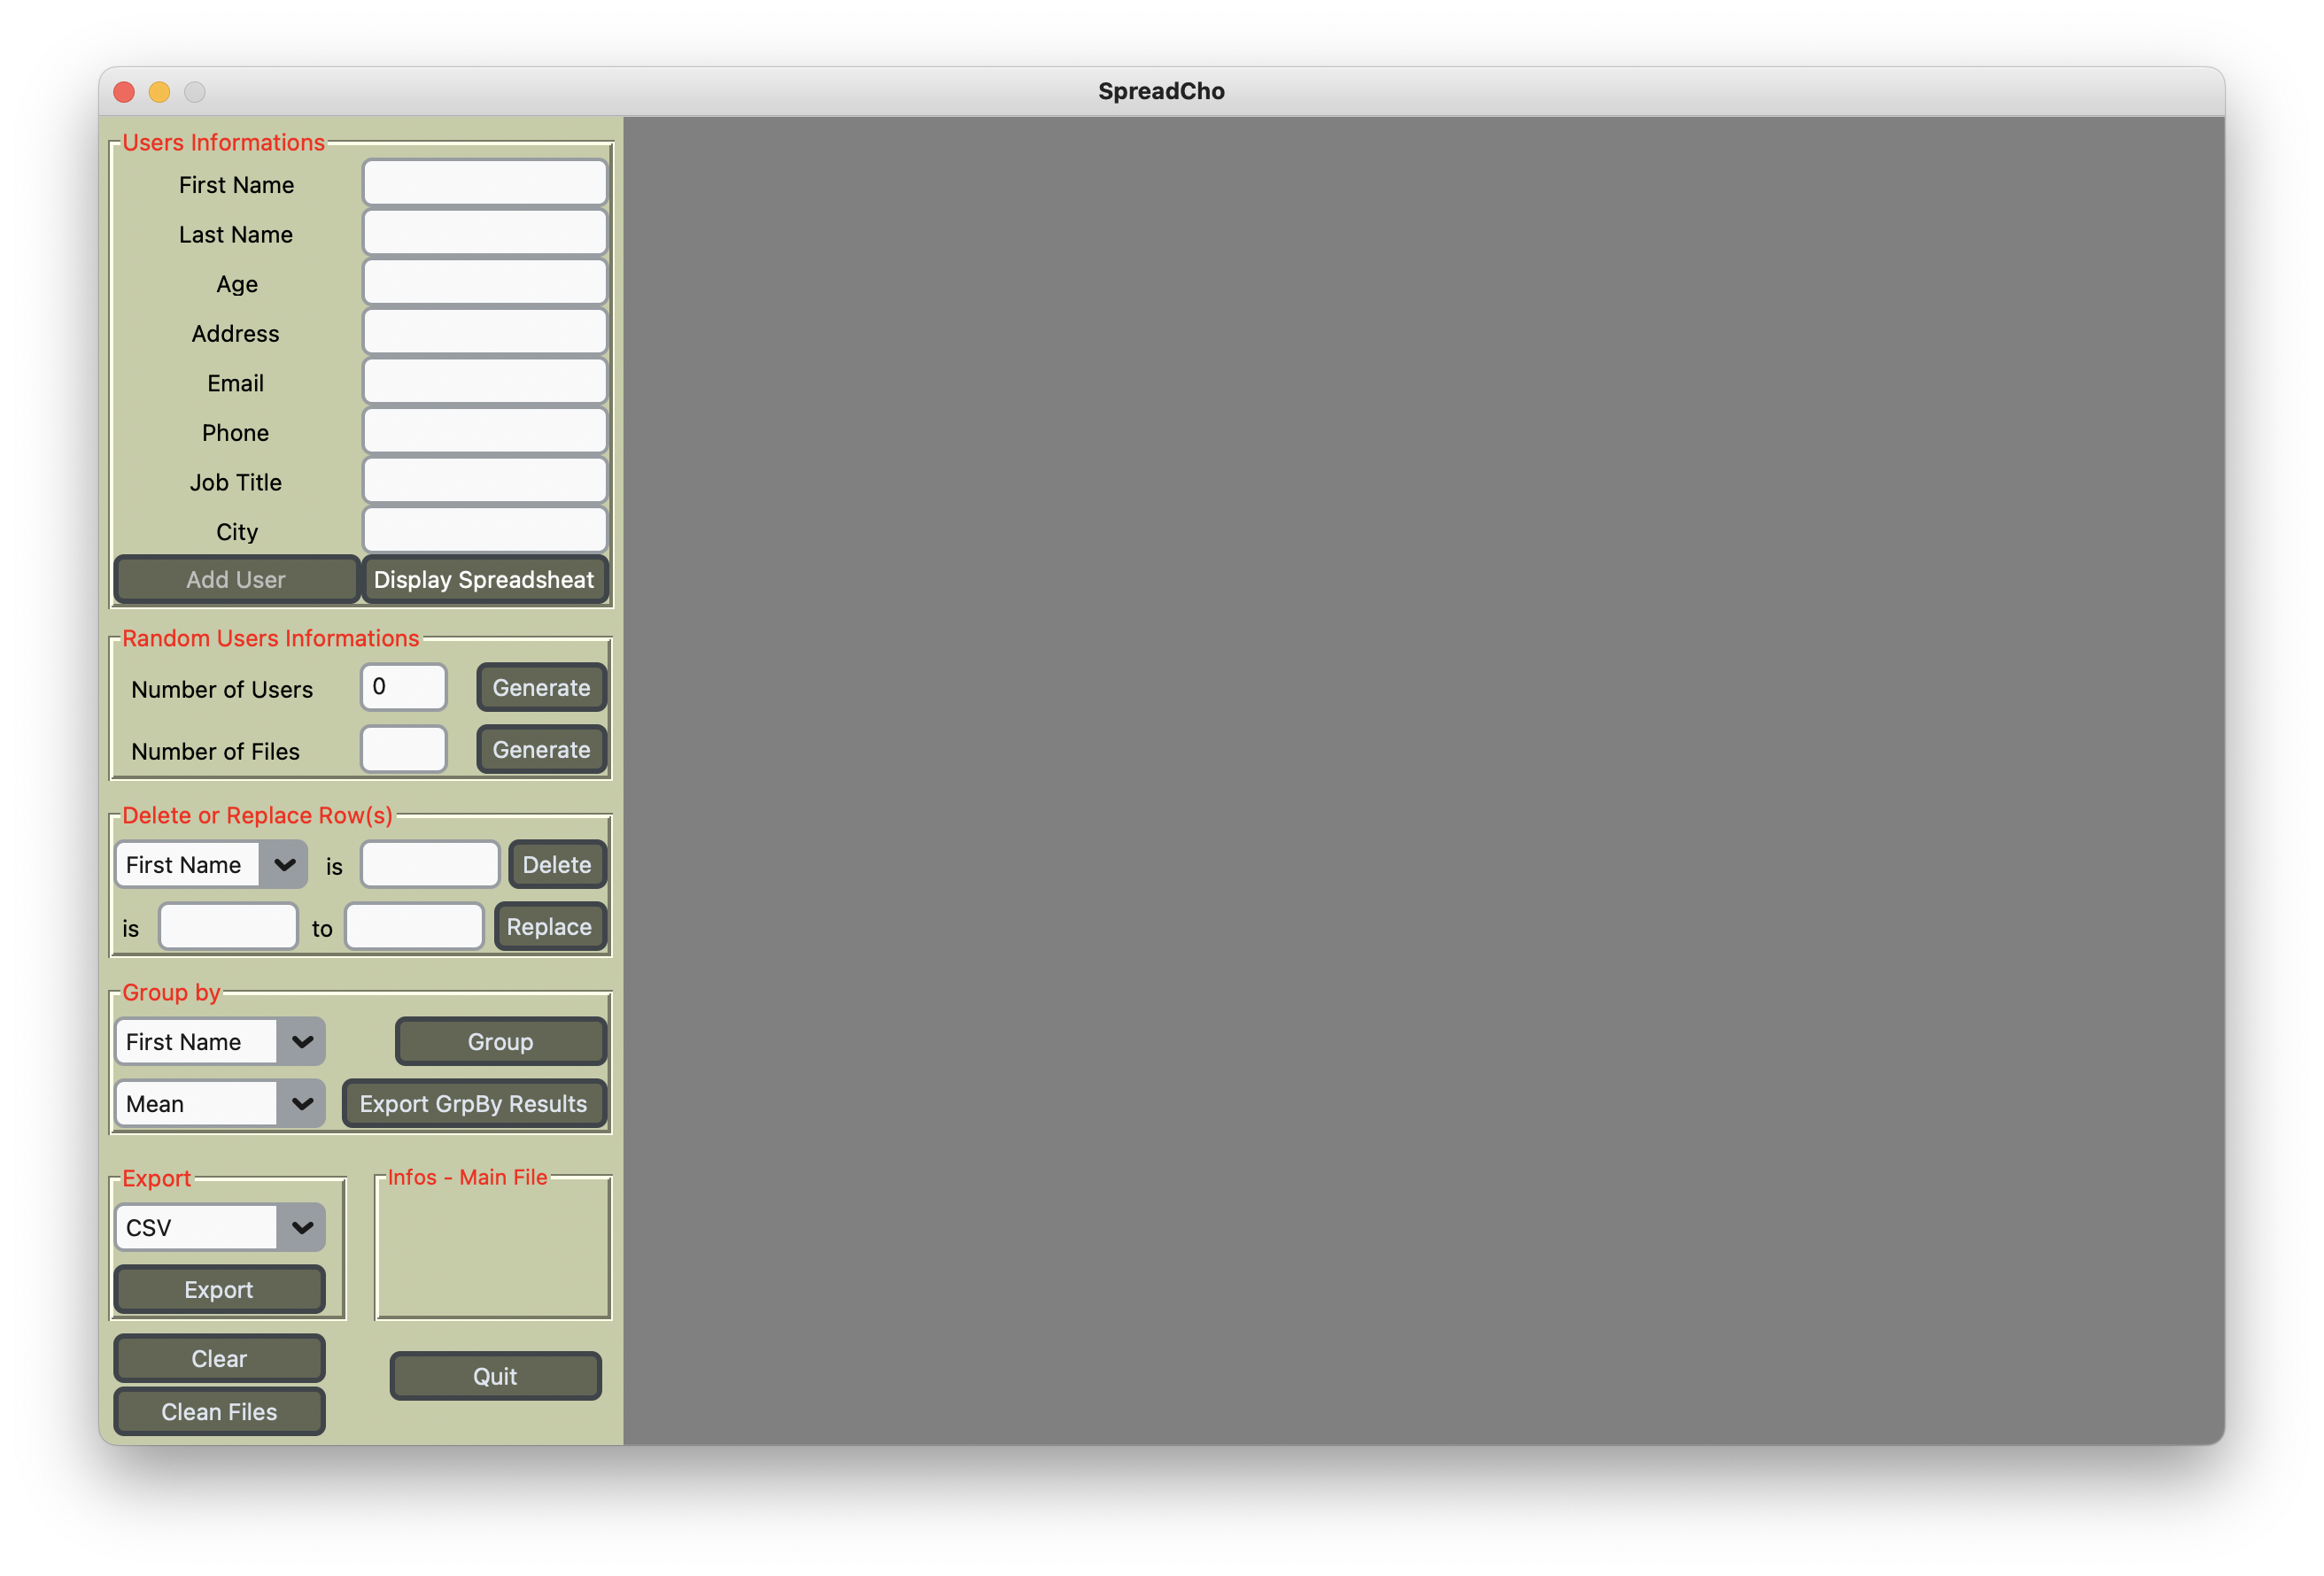 SpreadCho
Users Informations
First Name
Last Name
Age
Address
Email
Phone
Job Title
City
Add User Display Spreadsheat
Random Users Informations
Number of Users 0 Generate
Number of Files Generate
Delete or Replace Row(s)
First Name is Delete
is to Replace
Group by
First Name Group
Mean Export GrpBy Results
Export Infos - Main File
CSV
Export
Clear
Quit
Clean Files